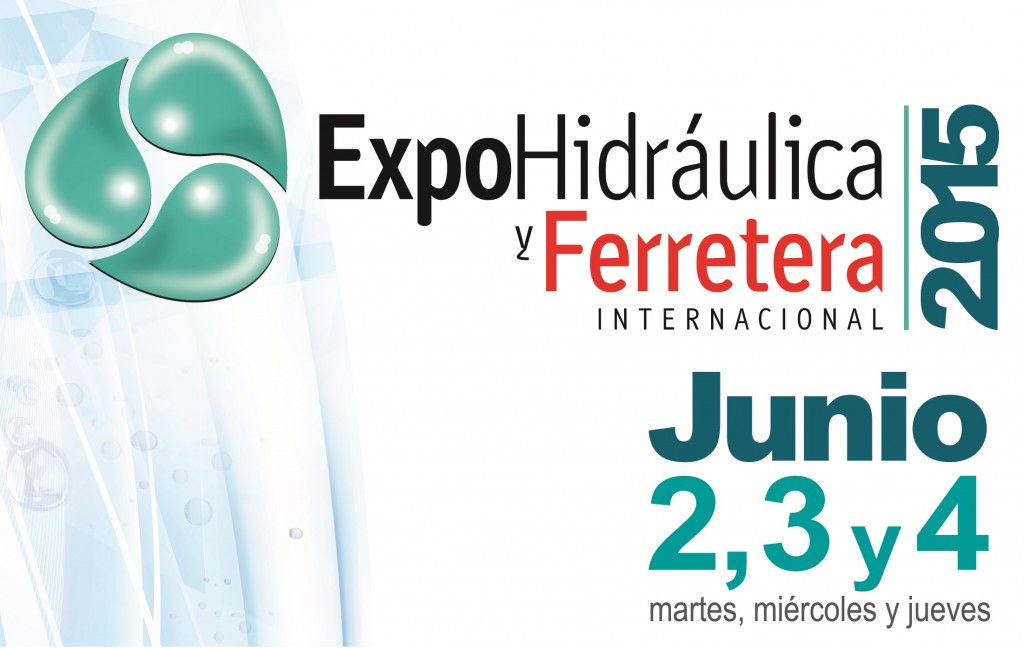 ExpoHidráulica
y Ferretera
INTERNACIONAL
2015
Junio
2, 3 y 4
martes, miércoles y jueves